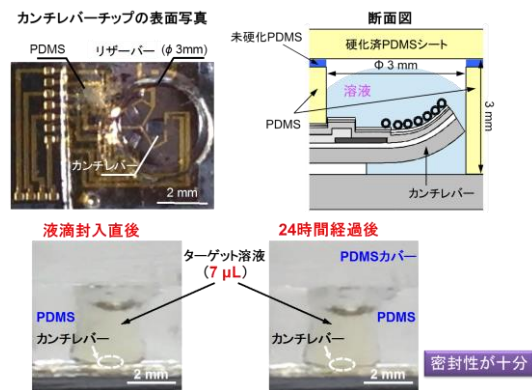 カンチレバーチップの表面写真
PDMS
リザーバー(φ3mm)
カンチレバー
2 mm
断面図
未硬化PDMS
硬化済PDMSシート
Φ 3 mm
溶液
PDMS
3 mm
カンチレバー
液滴封入直後
24時間経過後
ターゲット溶液
(7 μL)
PDMSカバー
PDMS
PDMS
カンチレバー
カンチレバー
2 mm
2 mm
密封性が十分